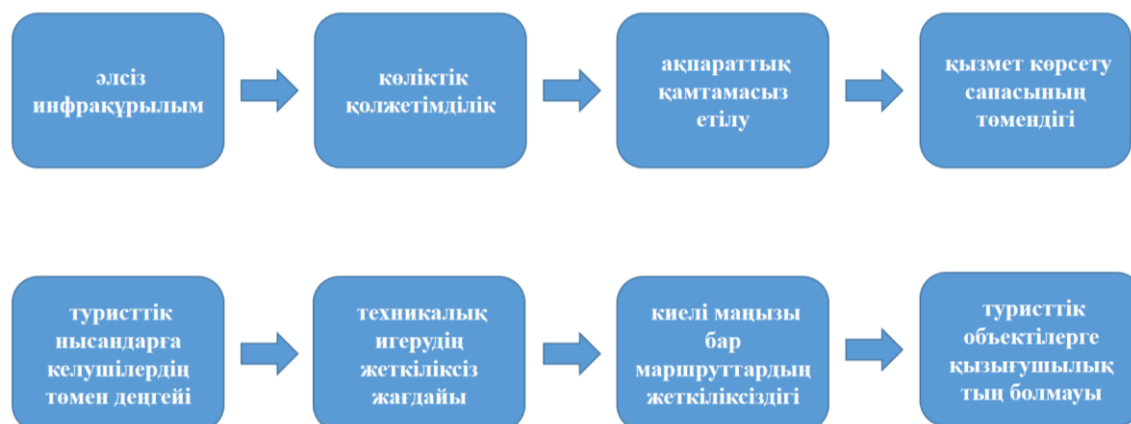 әлсіз
инфрақұрылым
көліктік
қолжетімділік
ақпараттық
қамтамасыз
етілу
қызмет көрсету
сапасының
төмендігі
туристтік
нысандарға
келушілердің
төмен деңгейі
техникалық
игерудің
жеткіліксіз
жағдайы
киелі маңызы
бар
маршруттардың
жеткіліксіздігі
туристтік
объектілерге
қызығушылық
тың болмауы